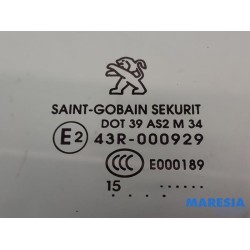 SAINT-GOBAIN SEKURIT
DOT 39 AS2 M 34
E2 43R-000929
CCC E000189
15 . . . . .
. . . . . .
MARESIA